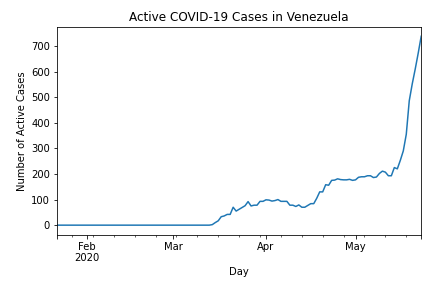 Active COVID-19 Cases in Venezuela
Number of Active Cases
700
600
500
400
300
200
100
0
Feb Mar Apr May
2020
Day